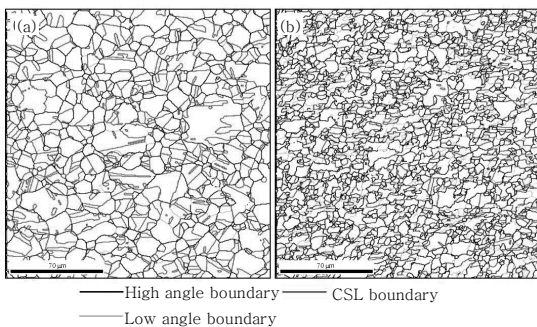 (a)
(b)
70 μm
70 μm
High angle boundary
CSL boundary
Low angle boundary